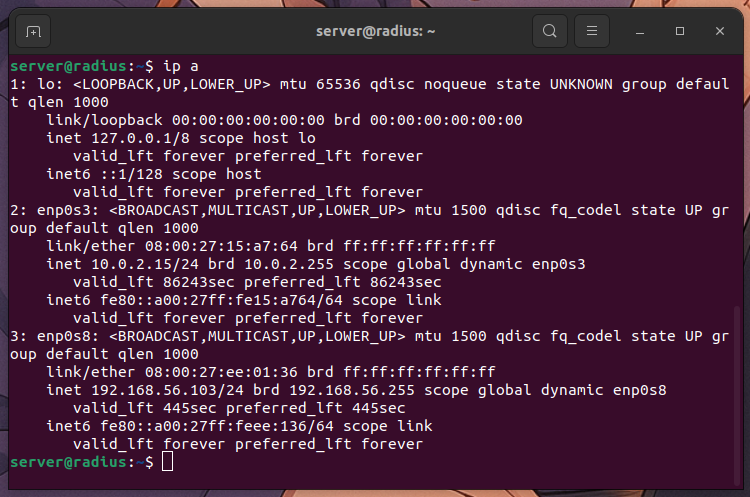 server@radius: ~
server@radius:~$ ip a
1: lo: <LOOPBACK,UP,LOWER_UP> mtu 65536 qdisc noqueue state UNKNOWN group defaul
t qlen 1000
    link/loopback 00:00:00:00:00:00 brd 00:00:00:00:00:00
    inet 127.0.0.1/8 scope host lo
       valid_lft forever preferred_lft forever
    inet6 ::1/128 scope host
       valid_lft forever preferred_lft forever
2: enp0s3: <BROADCAST,MULTICAST,UP,LOWER_UP> mtu 1500 qdisc fq_codel state UP gr
oup default qlen 1000
    link/ether 08:00:27:15:a7:64 brd ff:ff:ff:ff:ff:ff
    inet 10.0.2.15/24 brd 10.0.2.255 scope global dynamic enp0s3
       valid_lft 86243sec preferred_lft 86243sec
    inet6 fe80::a00:27ff:fe15:a764/64 scope link
       valid_lft forever preferred_lft forever
3: enp0s8: <BROADCAST,MULTICAST,UP,LOWER_UP> mtu 1500 qdisc fq_codel state UP gr
oup default qlen 1000
    link/ether 08:00:27:ee:01:36 brd ff:ff:ff:ff:ff:ff
    inet 192.168.56.103/24 brd 192.168.56.255 scope global dynamic enp0s8
       valid_lft 445sec preferred_lft 445sec
    inet6 fe80::a00:27ff:feee:136/64 scope link
       valid_lft forever preferred_lft forever
server@radius:~$